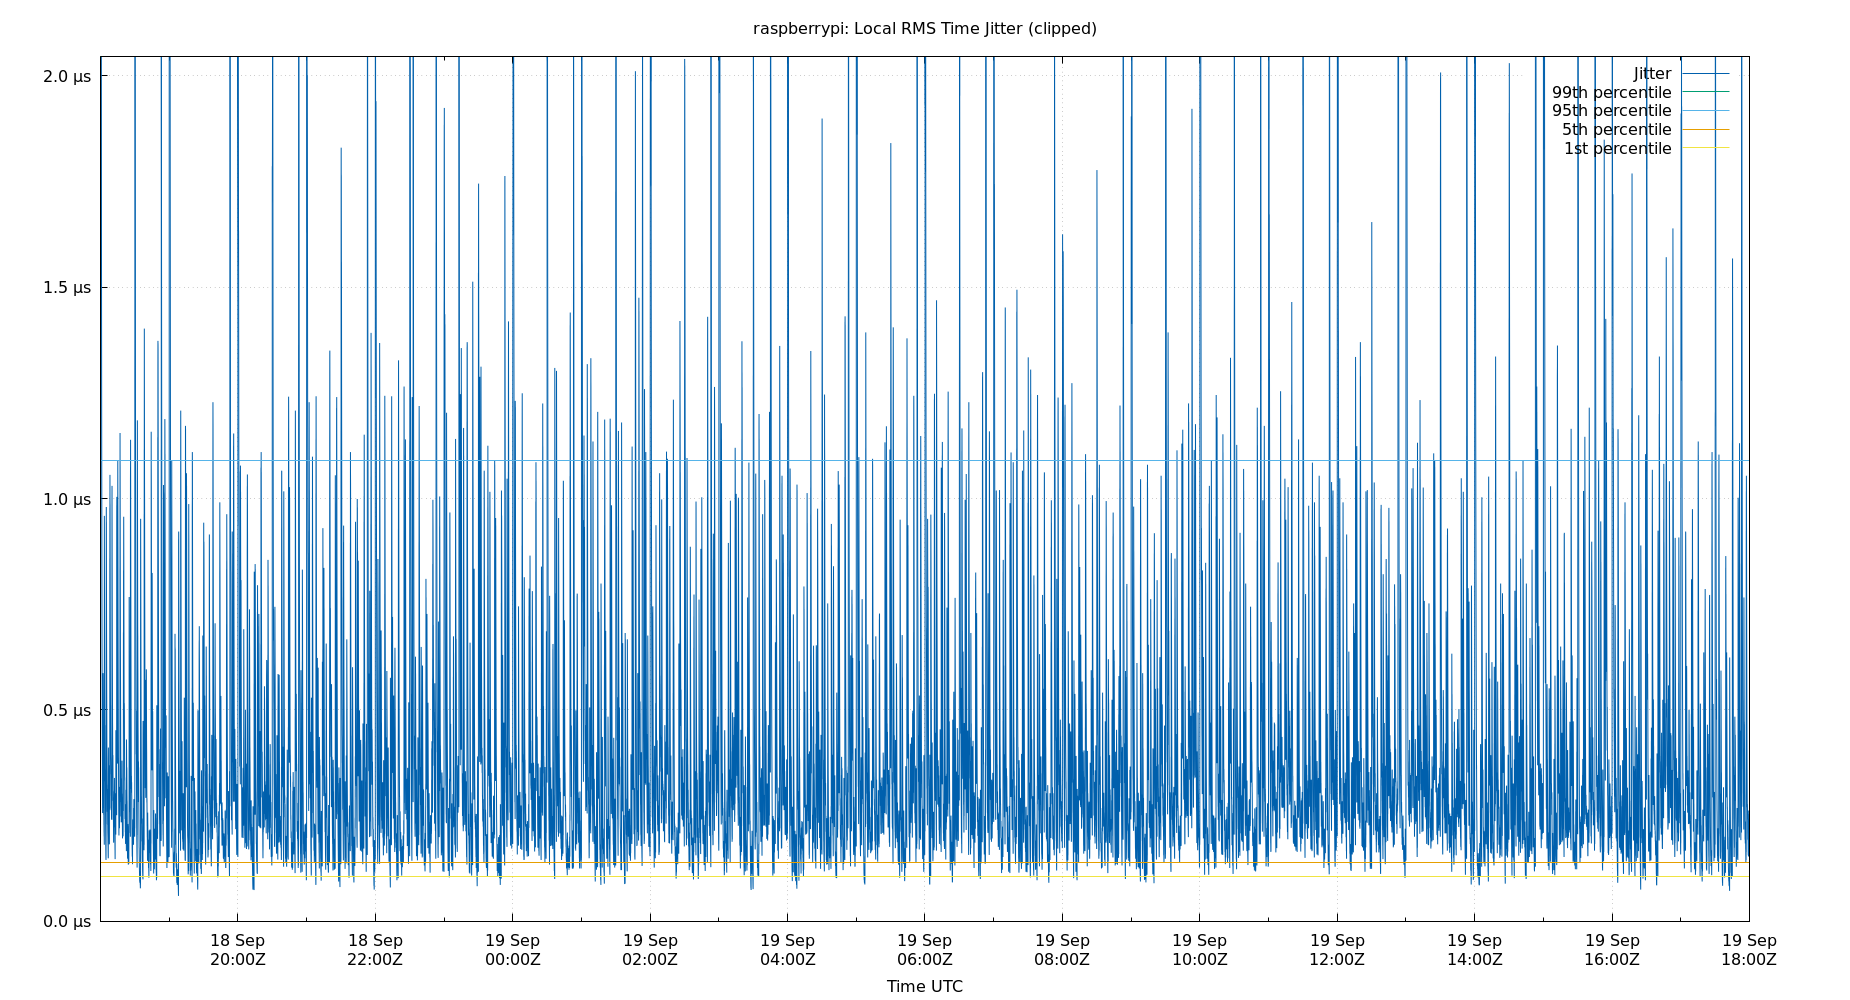 raspberrypi: Local RMS Time Jitter (clipped)
2.0 µs
1.5 µs
1.0 µs
0.5 µs
0.0 µs
Jitter
99th percentile
95th percentile
5th percentile
1st percentile
18 Sep
20:00Z
18 Sep
22:00Z
19 Sep
00:00Z
19 Sep
02:00Z
19 Sep
04:00Z
19 Sep
06:00Z
19 Sep
08:00Z
19 Sep
10:00Z
19 Sep
12:00Z
19 Sep
14:00Z
19 Sep
16:00Z
19 Sep
18:00Z
Time UTC